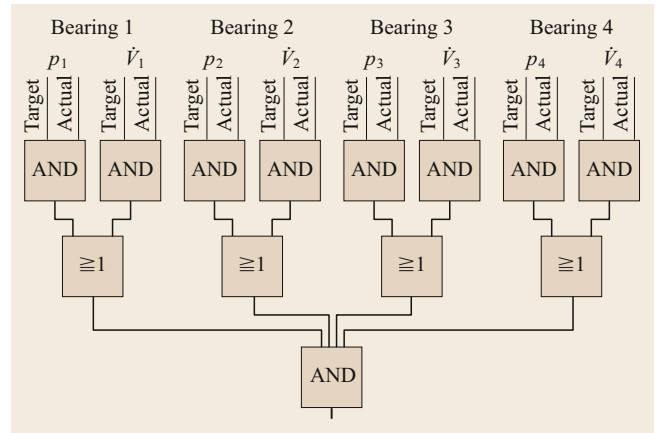 Bearing 1 Bearing 2 Bearing 3 Bearing 4
p₁ V̇₁ p₂ V̇₂ p₃ V̇₃ p₄ V̇₄
Target Actual Target Actual Target Actual Target Actual Target Actual Target Actual Target Actual Target Actual
AND AND AND AND AND AND AND AND
≧1 ≧1 ≧1 ≧1
AND